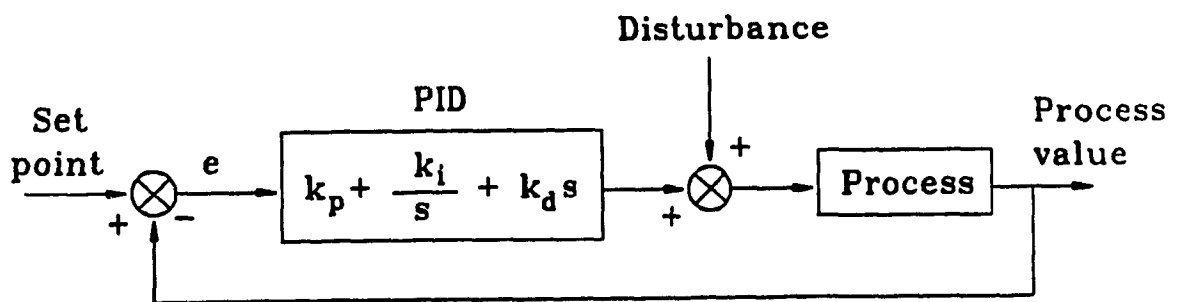 Disturbance
PID
Set
point
e
k_p + k_i/s + k_d s
Process
Process
value
+
-
+
+